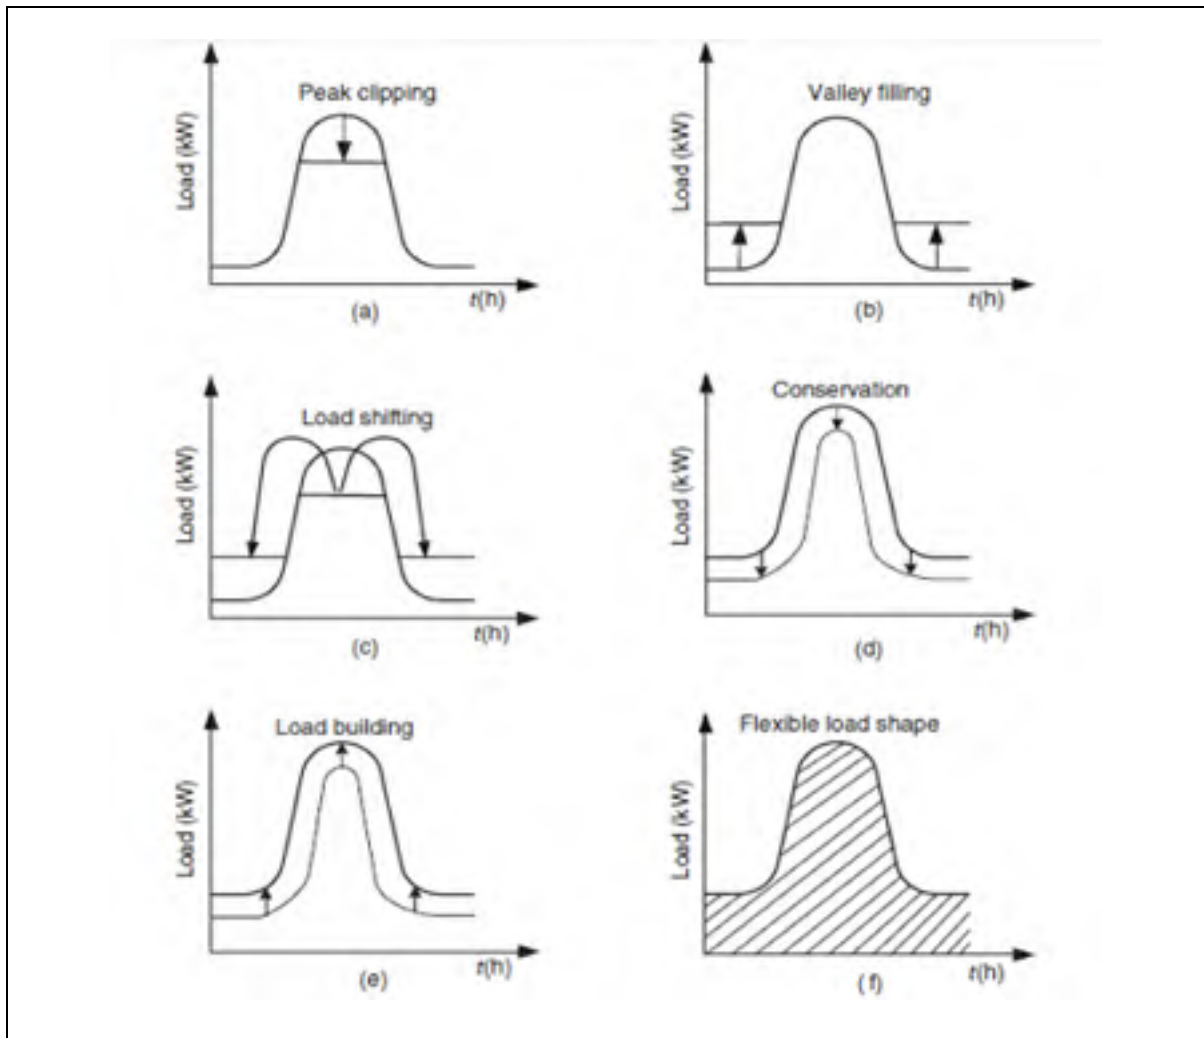 Peak clipping
Load (kW)
t(h)
(a)
Valley filling
Load (kW)
t(h)
(b)
Load shifting
Load (kW)
t(h)
(c)
Conservation
Load (kW)
t(h)
(d)
Load building
Load (kW)
t(h)
(e)
Flexible load shape
Load (kW)
t(h)
(f)